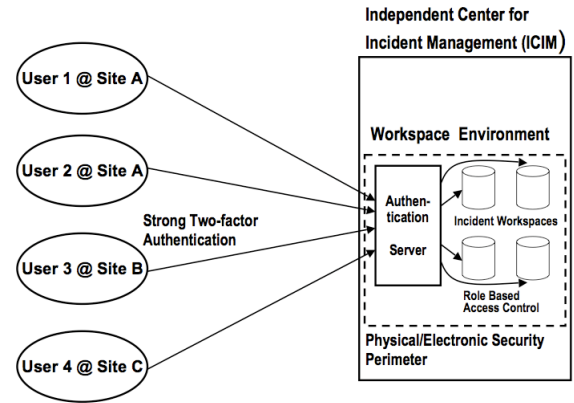 Independent Center for
Incident Management (ICIM)
User 1 @ Site A
User 2 @ Site A
User 3 @ Site B
User 4 @ Site C
Strong Two-factor
Authentication
Workspace Environment
Authen-
tication
Server
Incident Workspaces
Role Based
Access Control
Physical/Electronic Security
Perimeter